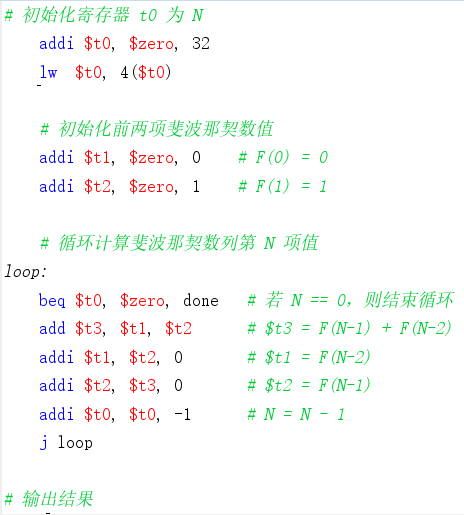 # 初始化寄存器 t0 为 N
addi $t0, $zero, 32
lw $t0, 4($t0)
# 初始化前两项斐波那契数值
addi $t1, $zero, 0 # F(0) = 0
addi $t2, $zero, 1 # F(1) = 1
# 循环计算斐波那契数列第 N 项值
loop:
beq $t0, $zero, done # 若 N == 0，则结束循环
add $t3, $t1, $t2 # $t3 = F(N-1) + F(N-2)
addi $t1, $t2, 0 # $t1 = F(N-2)
addi $t2, $t3, 0 # $t2 = F(N-1)
addi $t0, $t0, -1 # N = N - 1
j loop
# 输出结果